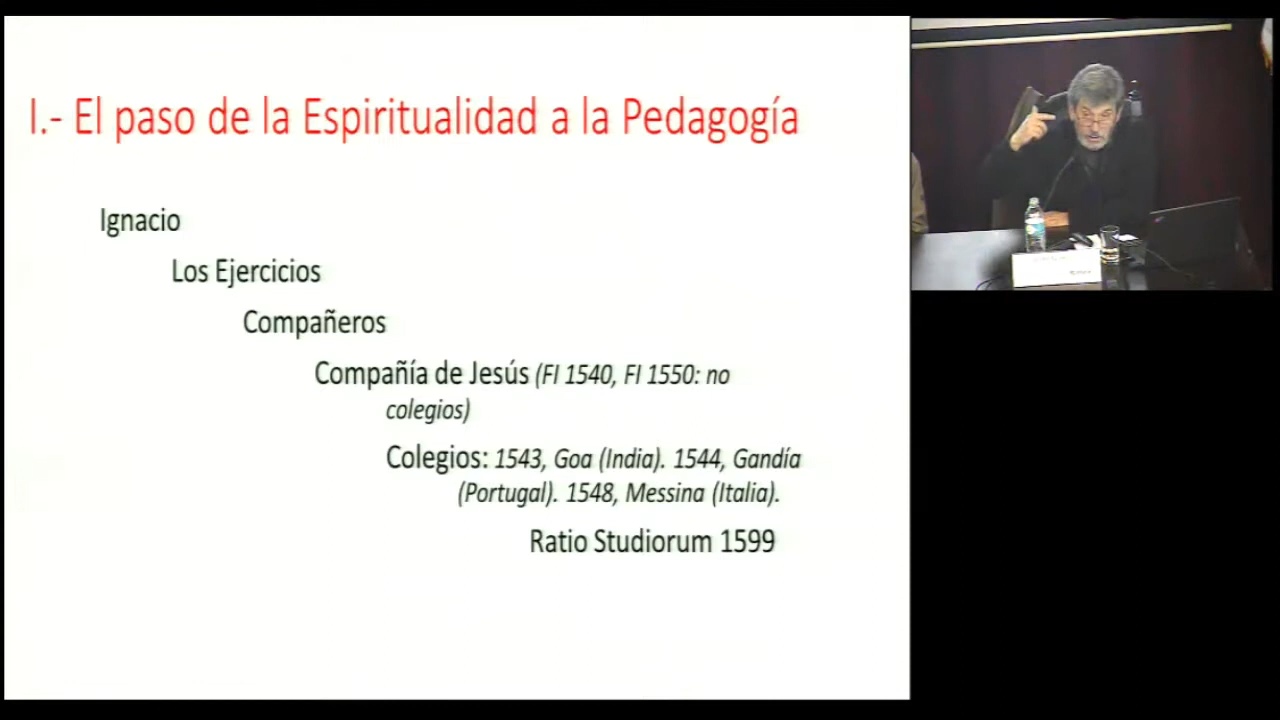 I.- El paso de la Espiritualidad a la Pedagogía
Ignacio
Los Ejercicios
Compañeros
Compañía de Jesús (FI 1540, FI 1550: no
colegios)
Colegios: 1543, Goa (India). 1544, Gandía
(Portugal). 1548, Messina (Italia).
Ratio Studiorum 1599